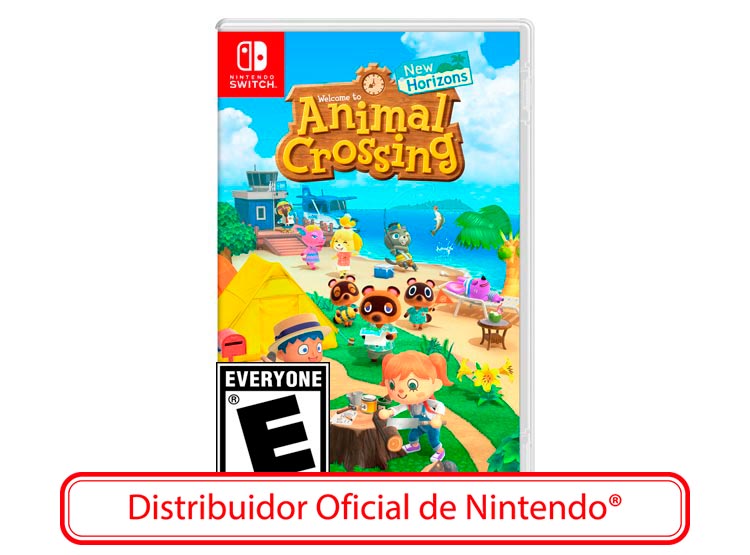 NINTENDO
SWITCH
New
Horizons
Welcome to
Animal
Crossing
EVERYONE
E
®
Distribuidor Oficial de Nintendo®